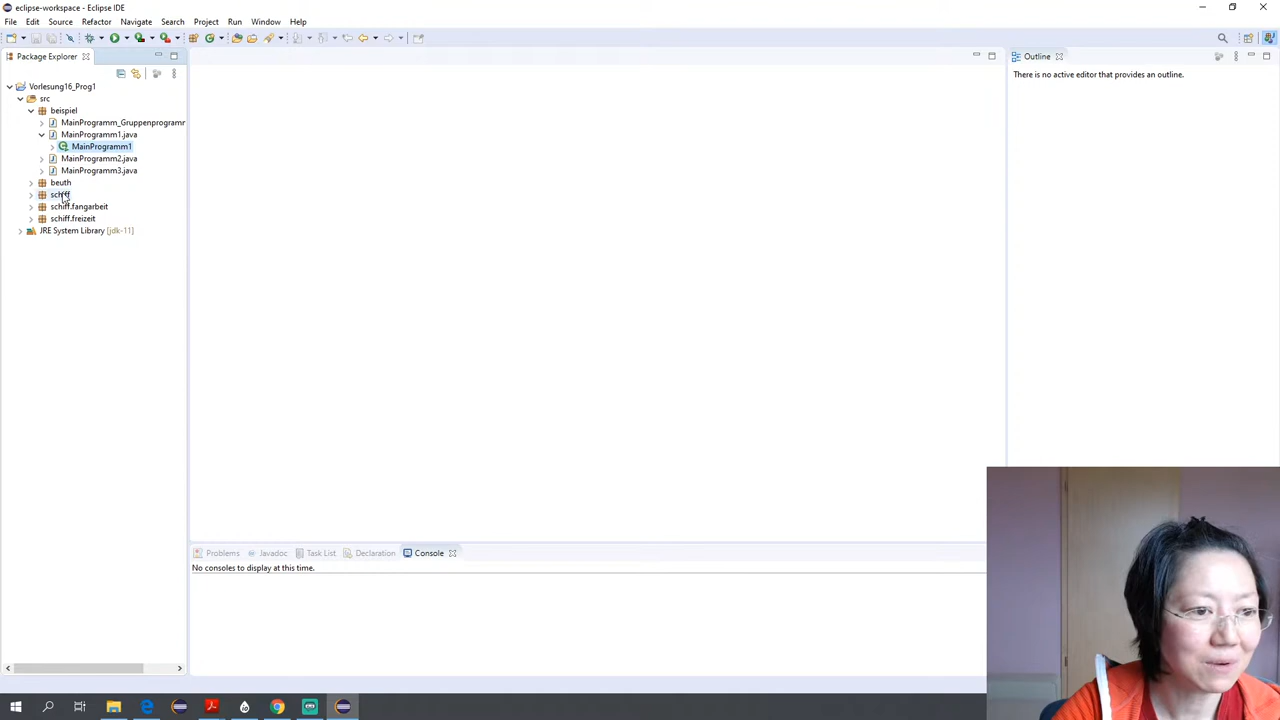 eclipse-workspace - Eclipse IDE
File Edit Source Refactor Navigate Search Project Run Window Help
Package Explorer
Vorlesung16_Prog1
src
beispiel
MainProgramm_Gruppenprogramm
MainProgramm1.java
MainProgramm1
MainProgramm2.java
MainProgramm3.java
beuth
schiff
schiff.fangarbeit
schiff.freizeit
JRE System Library [jdk-11]
Outline
There is no active editor that provides an outline.
Problems Javadoc Task List Declaration Console
No consoles to display at this time.